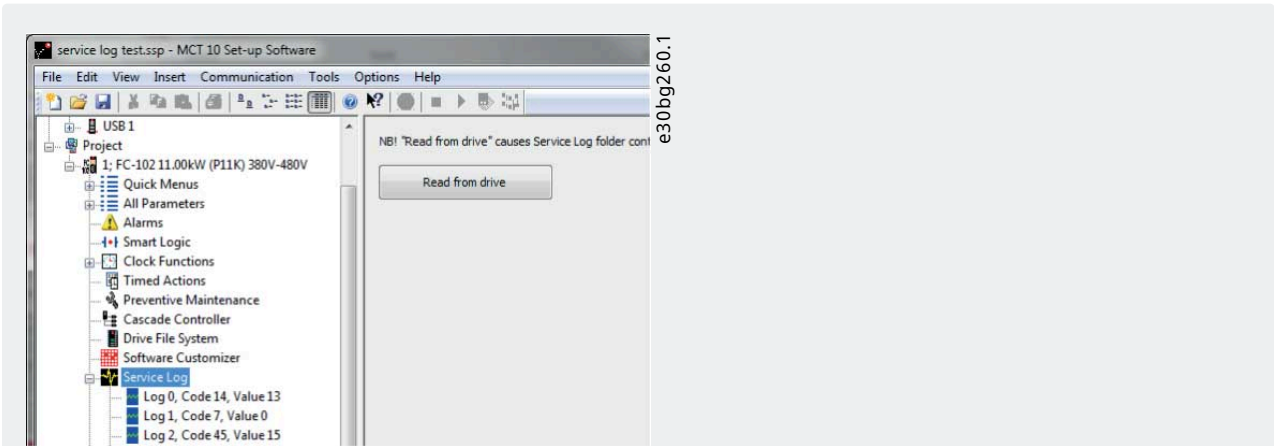 service log test.ssp - MCT 10 Set-up Software
File Edit View Insert Communication Tools Options Help
USB 1
Project
1; FC-102 11.00kW (P11K) 380V-480V
Quick Menus
All Parameters
Alarms
Smart Logic
Clock Functions
Timed Actions
Preventive Maintenance
Cascade Controller
Drive File System
Software Customizer
Service Log
Log 0, Code 14, Value 13
Log 1, Code 7, Value 0
Log 2, Code 45, Value 15
NB! "Read from drive" causes Service Log folder cont
Read from drive
e30bg260.1